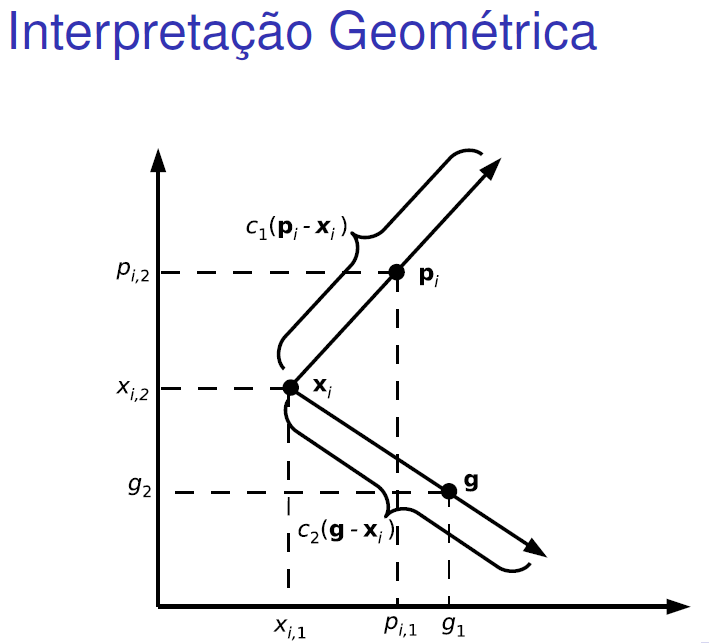 Interpretação Geométrica
c1(pi - xi)
pi,2
pi
xi,2
xi
g2
g
c2(g - xi)
xi,1
pi,1
g1